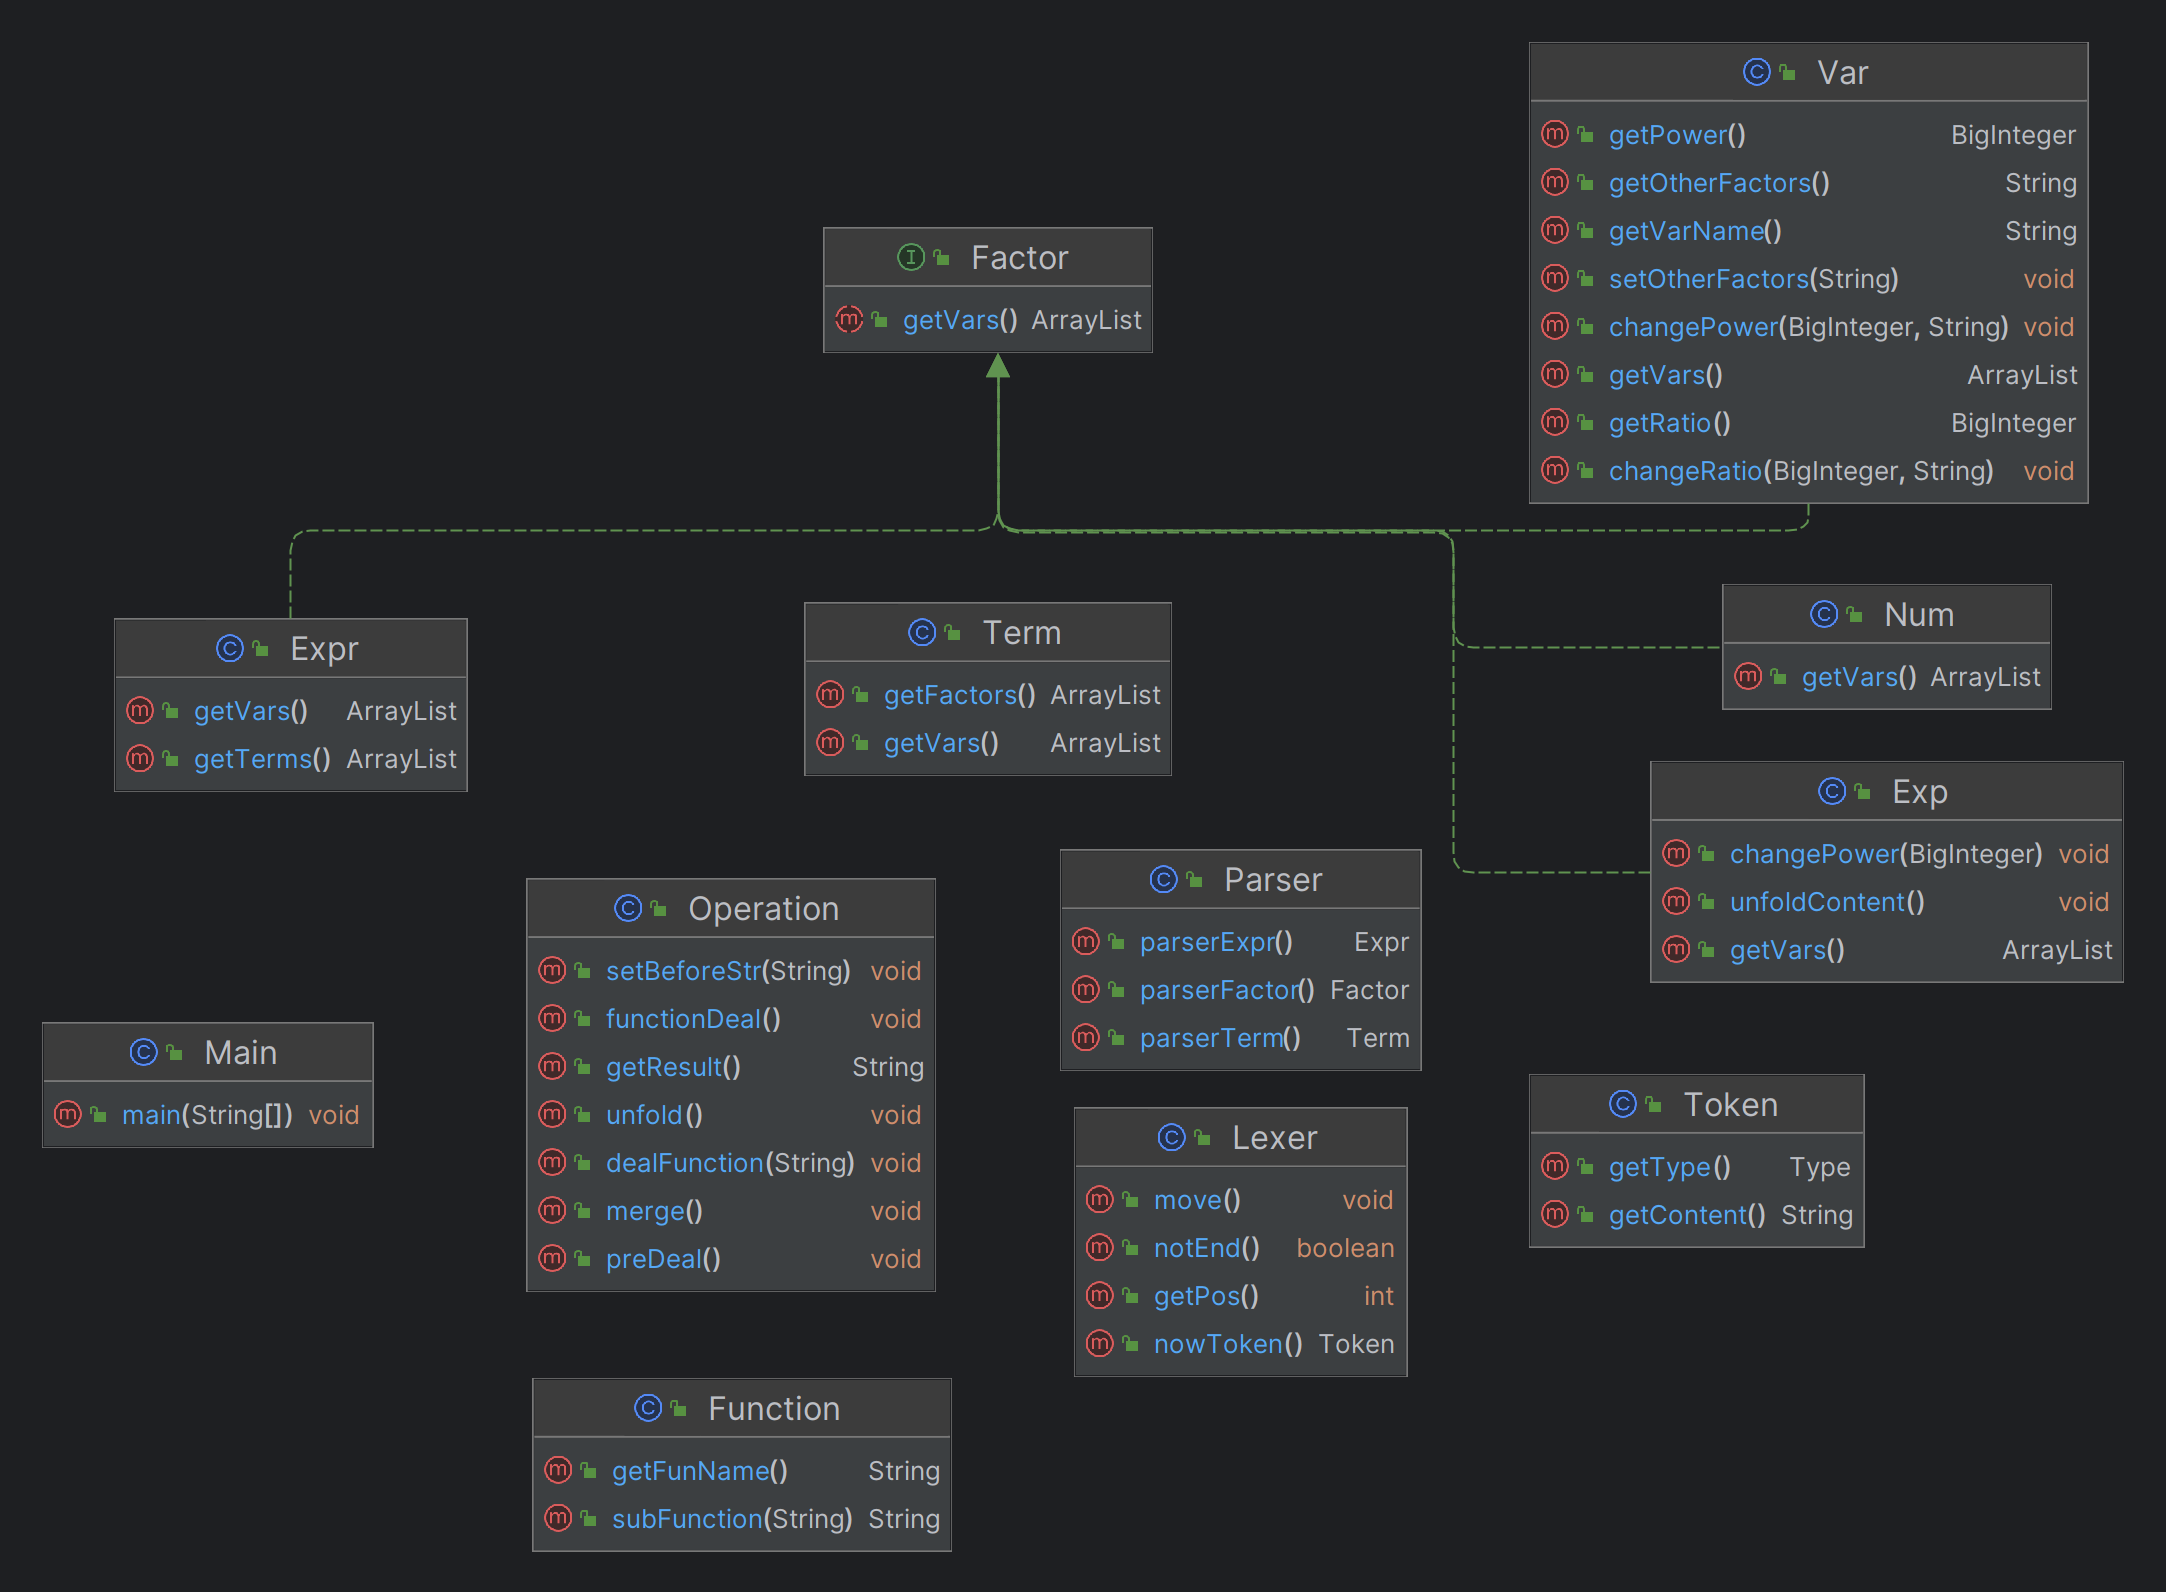 Var
getPower() BigInteger
getOtherFactors() String
getVarName() String
setOtherFactors(String) void
changePower(BigInteger, String) void
getVars() ArrayList
getRatio() BigInteger
changeRatio(BigInteger, String) void
Factor
getVars() ArrayList
Expr
getVars() ArrayList
getTerms() ArrayList
Term
getFactors() ArrayList
getVars() ArrayList
Num
getVars() ArrayList
Exp
changePower(BigInteger) void
unfoldContent() void
getVars() ArrayList
Operation
setBeforeStr(String) void
functionDeal() void
getResult() String
unfold() void
dealFunction(String) void
merge() void
preDeal() void
Parser
parserExpr() Expr
parserFactor() Factor
parserTerm() Term
Main
main(String[]) void
Lexer
move() void
notEnd() boolean
getPos() int
nowToken() Token
Token
getType() Type
getContent() String
Function
getFunName() String
subFunction(String) String